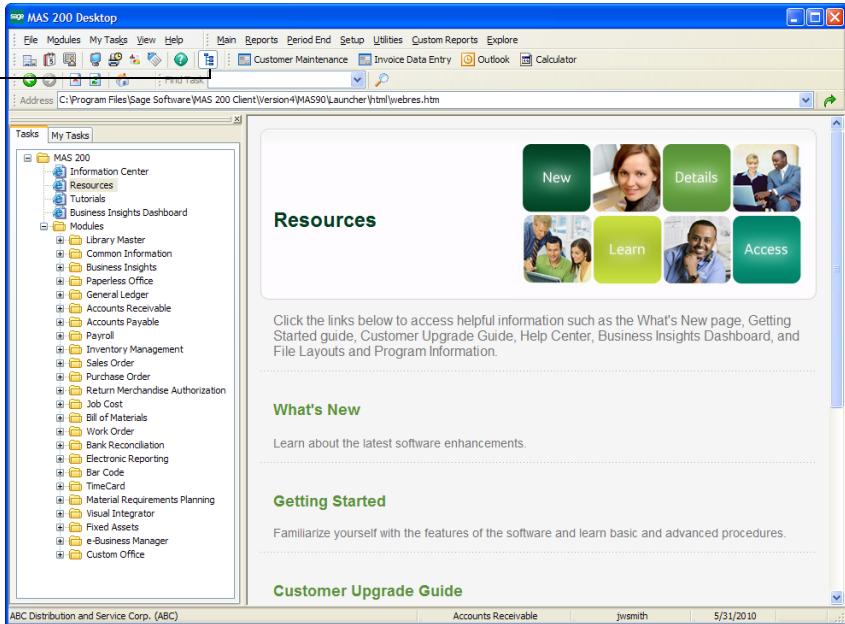 sage MAS 200 Desktop
File Modules My Tasks View Help Main Reports Period End Setup Utilities Custom Reports Explore
Customer Maintenance Invoice Data Entry Outlook Calculator
Find Task
Address C:\Program Files\Sage Software\MAS 200 Client\Version4\MAS90\Launcher\html\webres.htm
Tasks My Tasks
MAS 200
Information Center
Resources
Tutorials
Business Insights Dashboard
Modules
Library Master
Common Information
Business Insights
Paperless Office
General Ledger
Accounts Receivable
Accounts Payable
Payroll
Inventory Management
Sales Order
Purchase Order
Return Merchandise Authorization
Job Cost
Bill of Materials
Work Order
Bank Reconciliation
Electronic Reporting
Bar Code
TimeCard
Material Requirements Planning
Visual Integrator
Fixed Assets
e-Business Manager
Custom Office
Resources
New Details
Learn Access
Click the links below to access helpful information such as the What's New page, Getting
Started guide, Customer Upgrade Guide, Help Center, Business Insights Dashboard, and
File Layouts and Program Information.
What's New
Learn about the latest software enhancements.
Getting Started
Familiarize yourself with the features of the software and learn basic and advanced procedures.
Customer Upgrade Guide
ABC Distribution and Service Corp. (ABC) Accounts Receivable jwsmith 5/31/2010